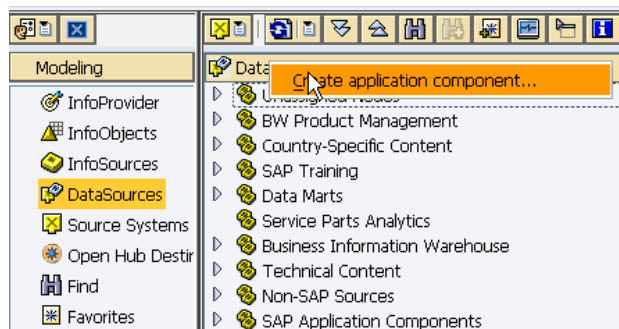 Modeling
InfoProvider
InfoObjects
InfoSources
DataSources
Source Systems
Open Hub Destin
Find
Favorites
Data
Create application component...
Unassigned Nodes
BW Product Management
Country-Specific Content
SAP Training
Data Marts
Service Parts Analytics
Business Information Warehouse
Technical Content
Non-SAP Sources
SAP Application Components